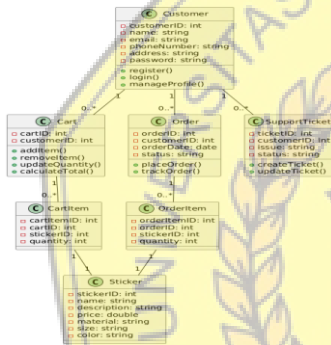 C Customer
customerID: int
name: string
email: string
phoneNumber: string
address: string
password: string
register()
login()
manageProfile()
1 1 1
0..* 0..* 0..*
C Cart
cartID: int
customerID: int
addItem()
removeItem()
updateQuantity()
calculateTotal()
C Order
orderID: int
customerID: int
orderDate: date
status: string
placeOrder()
trackOrder()
C SupportTicket
ticketID: int
customerID: int
issue: string
status: string
createTicket()
updateTicket()
1 1
0..* 0..*
C CartItem
cartItemID: int
cartID: int
stickerID: int
quantity: int
C OrderItem
orderItemID: int
orderID: int
stickerID: int
quantity: int
1 1
1 1
C Sticker
stickerID: int
name: string
description: string
price: double
material: string
size: string
color: string